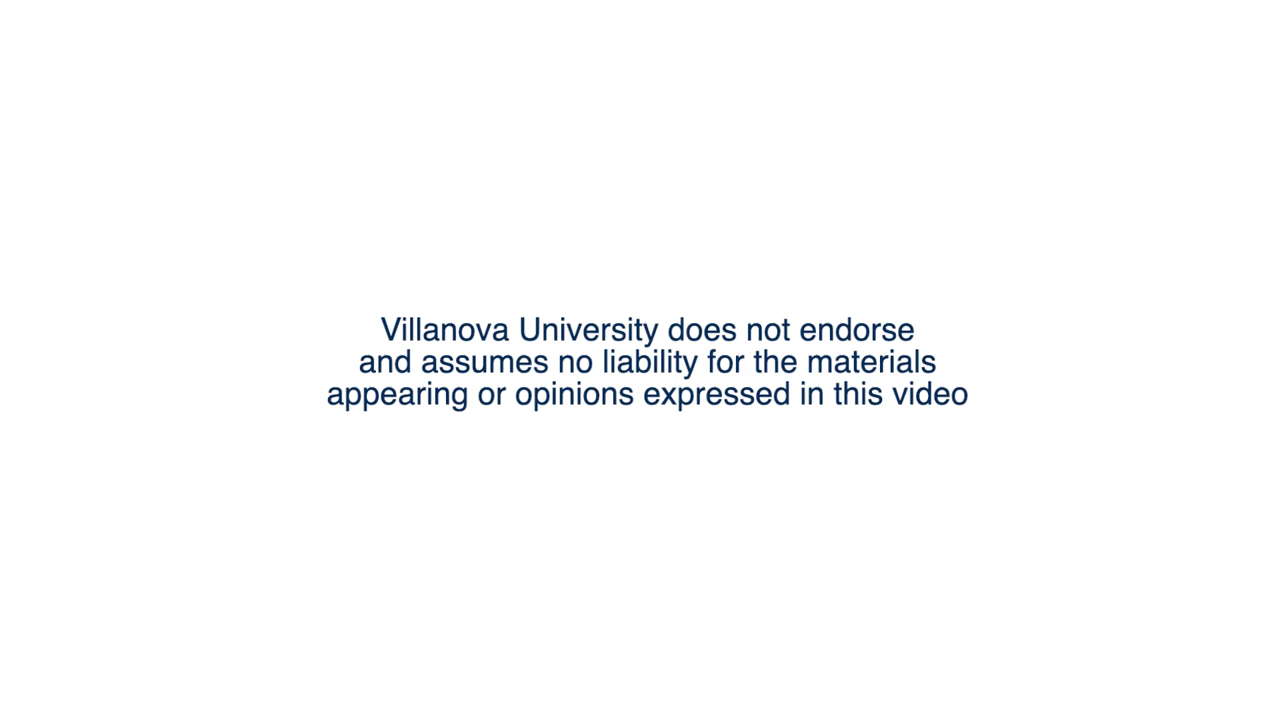 Villanova University does not endorse
and assumes no liability for the materials
appearing or opinions expressed in this video